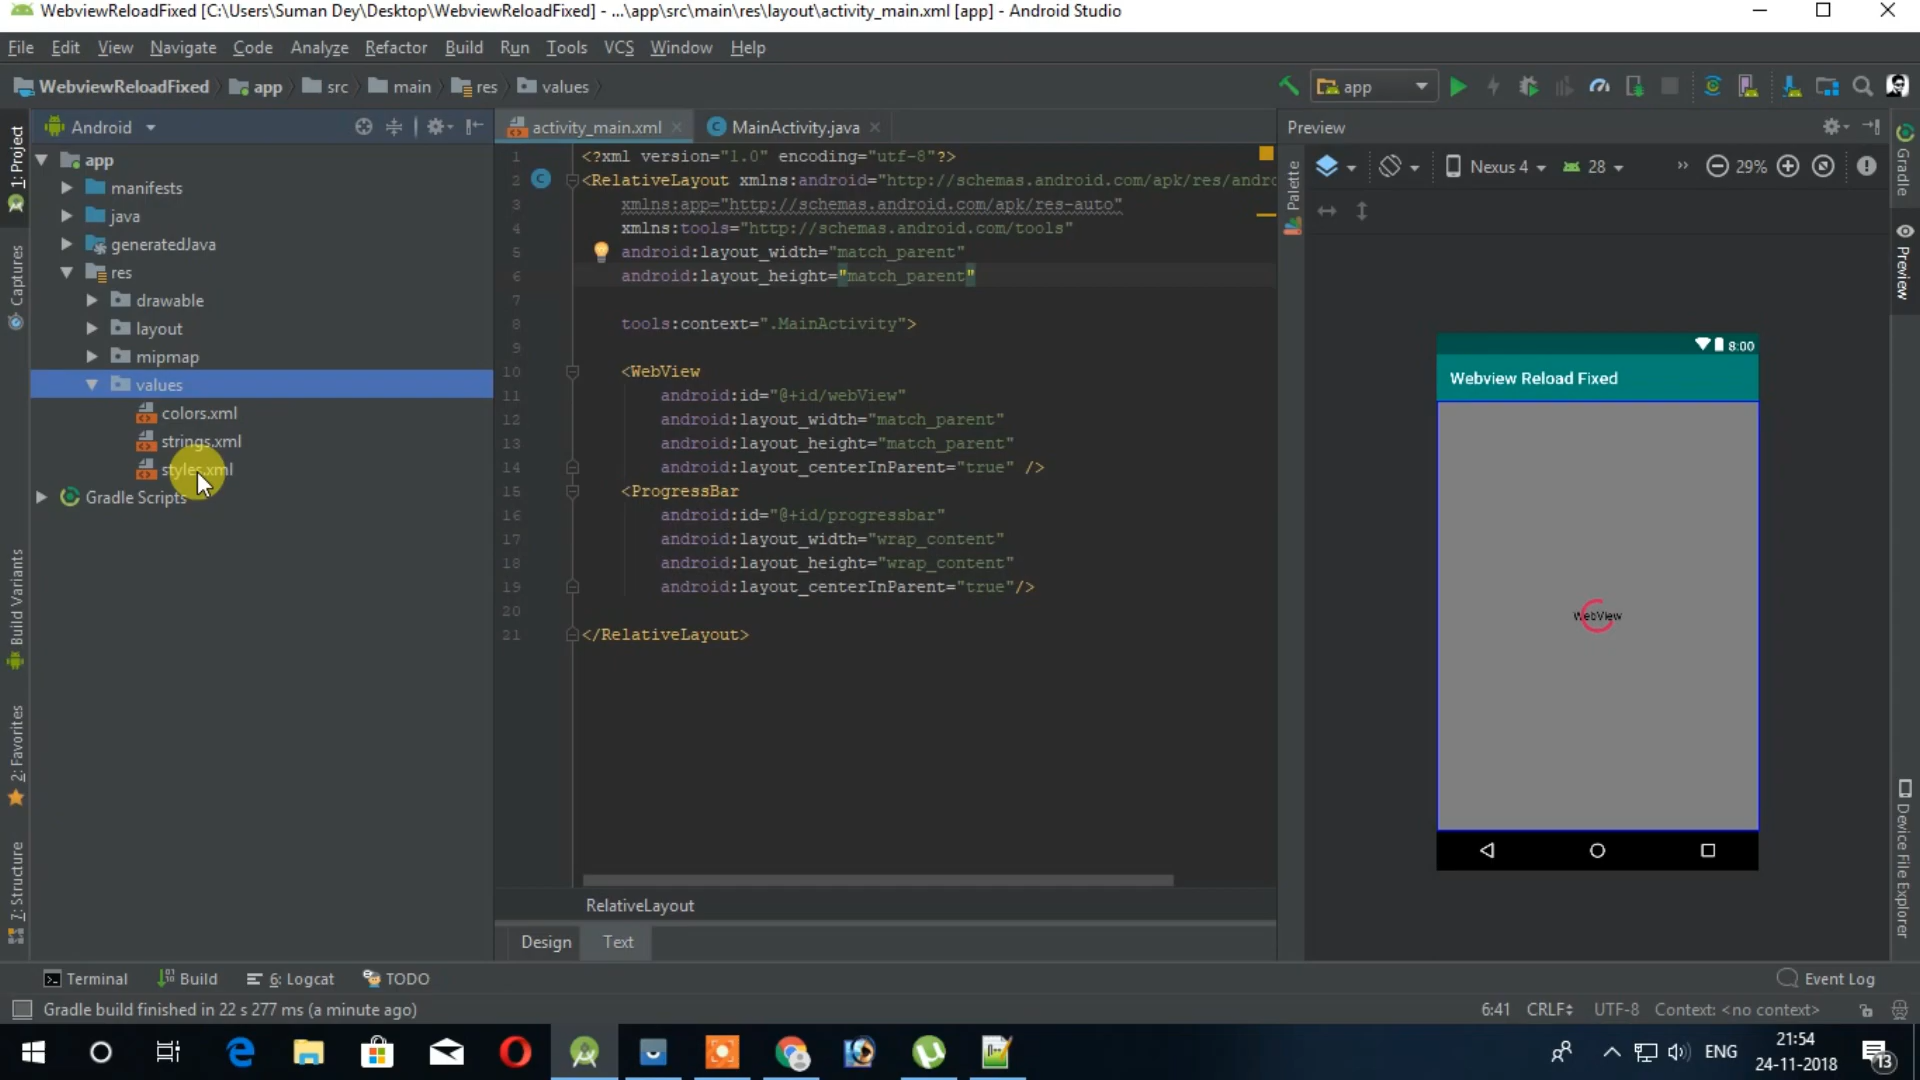 WebviewReloadFixed [C:\Users\Suman Dey\Desktop\WebviewReloadFixed] - ...\app\src\main\res\layout\activity_main.xml [app] - Android Studio
File Edit View Navigate Code Analyze Refactor Build Run Tools VCS Window Help
WebviewReloadFixed app src main res values
app
Android
activity_main.xml
MainActivity.java
Preview
1: Project
Captures
Build Variants
2: Favorites
7: Structure
app
manifests
java
generatedJava
res
drawable
layout
mipmap
values
colors.xml
strings.xml
styles.xml
Gradle Scripts
1 <?xml version="1.0" encoding="utf-8"?>
2 <RelativeLayout xmlns:android="http://schemas.android.com/apk/res/andro
3 xmlns:app="http://schemas.android.com/apk/res-auto"
4 xmlns:tools="http://schemas.android.com/tools"
5 android:layout_width="match_parent"
6 android:layout_height="match_parent"
7
8 tools:context=".MainActivity">
9
10 <WebView
11 android:id="@+id/webView"
12 android:layout_width="match_parent"
13 android:layout_height="match_parent"
14 android:layout_centerInParent="true" />
15 <ProgressBar
16 android:id="@+id/progressbar"
17 android:layout_width="wrap_content"
18 android:layout_height="wrap_content"
19 android:layout_centerInParent="true"/>
20
21 </RelativeLayout>
RelativeLayout
Design Text
Palette
Nexus 4 28 » 29%
8:00
Webview Reload Fixed
WebView
Gradle
Preview
Device File Explorer
Terminal Build 6: Logcat TODO
Event Log
Gradle build finished in 22 s 277 ms (a minute ago)
6:41 CRLF UTF-8 Context: <no context>
ENG
21:54
24-11-2018
13